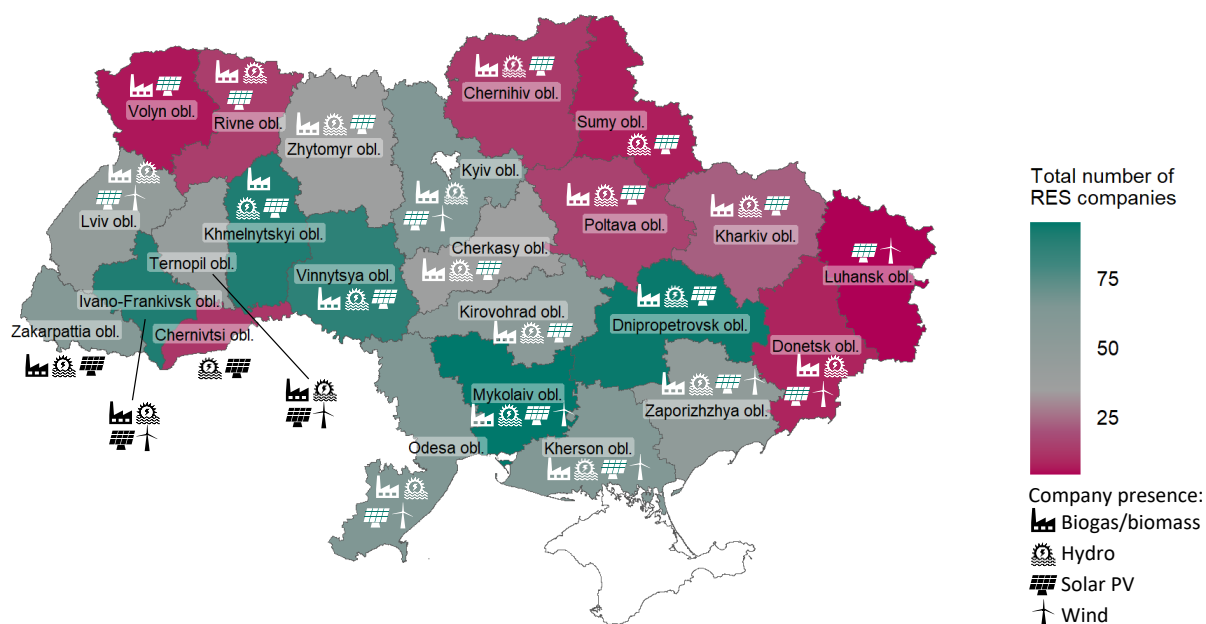 Chernihiv obl.
Volyn obl.
Rivne obl.
Sumy obl.
Zhytomyr obl.
Kyiv obl.
Lviv obl.
Khmelnytskyi obl.
Poltava obl.
Kharkiv obl.
Cherkasy obl.
Ternopil obl.
Vinnytsya obl.
Luhansk obl.
Ivano-Frankivsk obl.
Zakarpattia obl.
Chernivtsi obl.
Kirovohrad obl.
Dnipropetrovsk obl.
Donetsk obl.
Mykolaiv obl.
Zaporizhzhya obl.
Odesa obl.
Kherson obl.
Total number of
RES companies
75
50
25
Company presence:
Biogas/biomass
Hydro
Solar PV
Wind